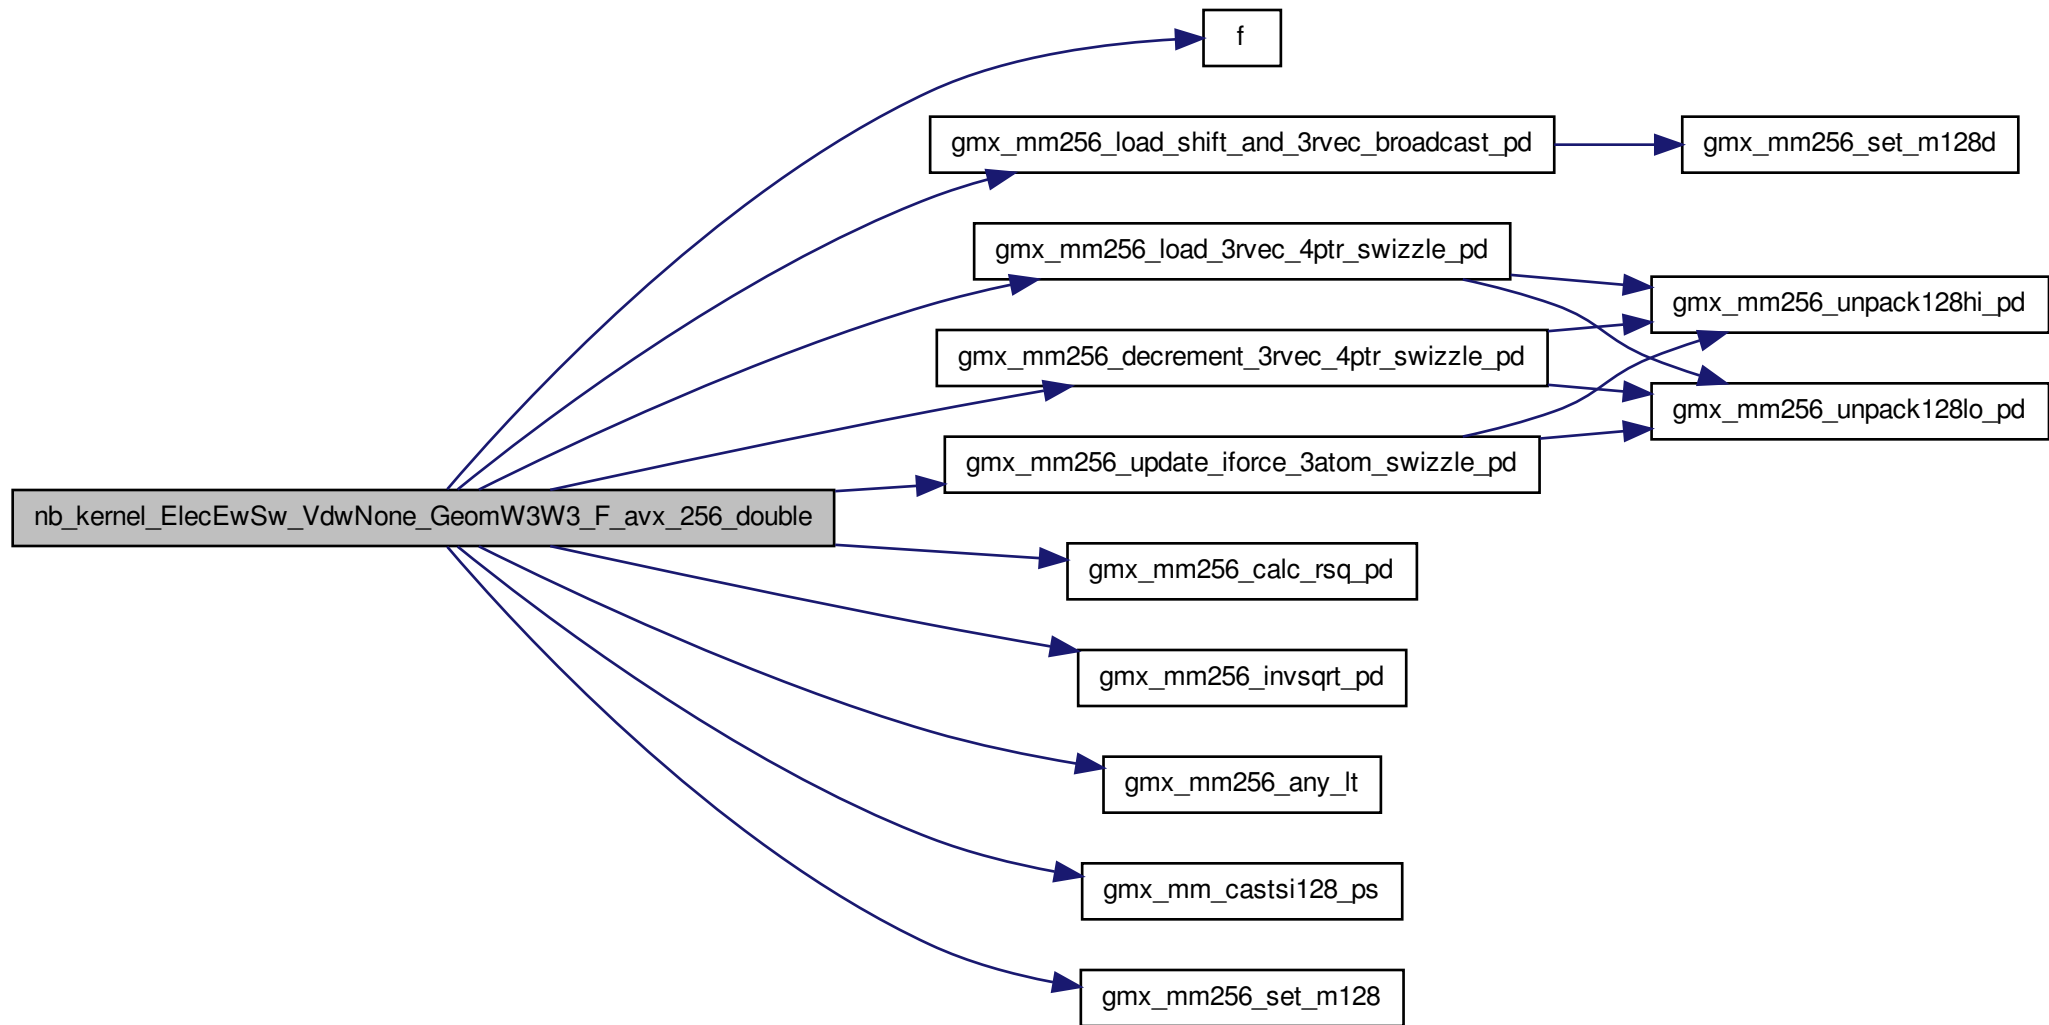 f
gmx_mm256_load_shift_and_3rvec_broadcast_pd
gmx_mm256_set_m128d
gmx_mm256_load_3rvec_4ptr_swizzle_pd
gmx_mm256_unpack128hi_pd
gmx_mm256_decrement_3rvec_4ptr_swizzle_pd
gmx_mm256_unpack128lo_pd
gmx_mm256_update_iforce_3atom_swizzle_pd
nb_kernel_ElecEwSw_VdwNone_GeomW3W3_F_avx_256_double
gmx_mm256_calc_rsq_pd
gmx_mm256_invsqrt_pd
gmx_mm256_any_lt
gmx_mm_castsi128_ps
gmx_mm256_set_m128